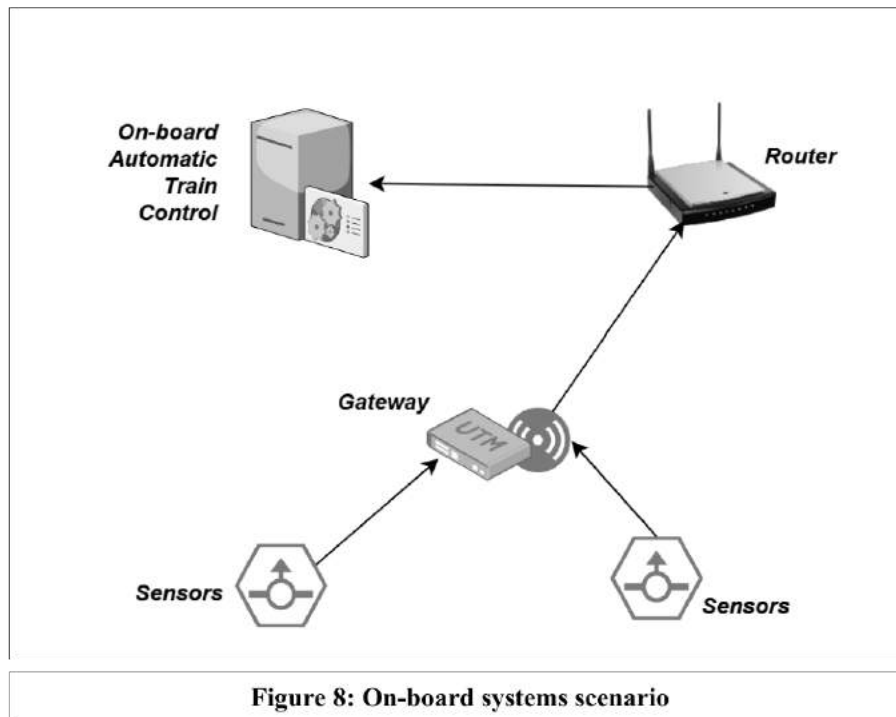 On-board
Automatic
Train
Control
Router
Gateway
UTM
Sensors
Sensors
Figure 8: On-board systems scenario